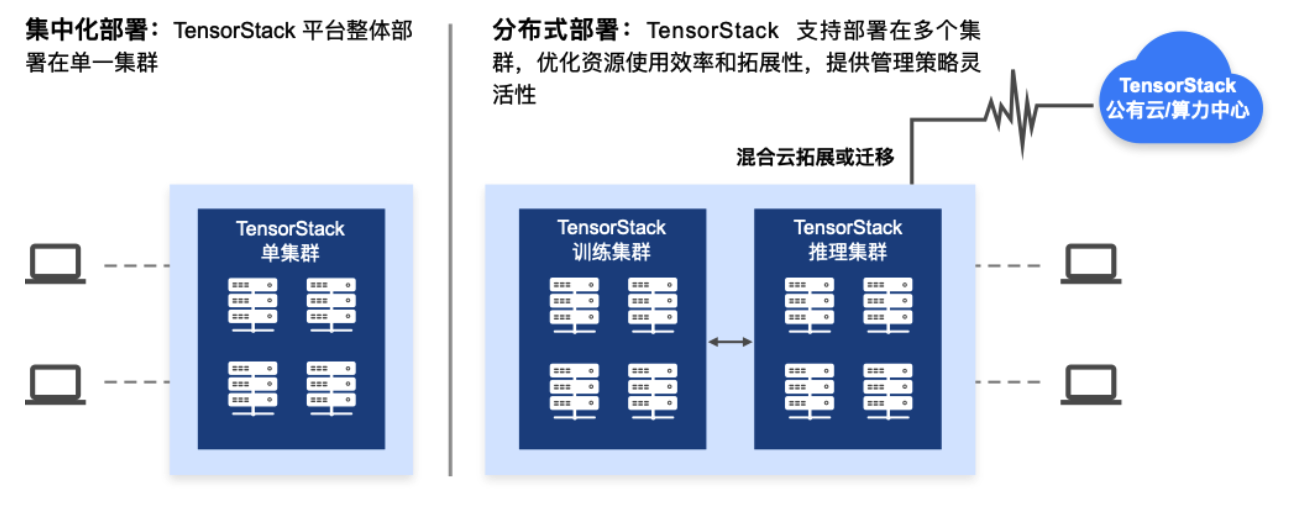 集中化部署：TensorStack 平台整体部
署在单一集群
分布式部署：TensorStack 支持部署在多个集
群，优化资源使用效率和拓展性，提供管理策略灵
活性
TensorStack
公有云/算力中心
混合云拓展或迁移
TensorStack
单集群
TensorStack
训练集群
TensorStack
推理集群